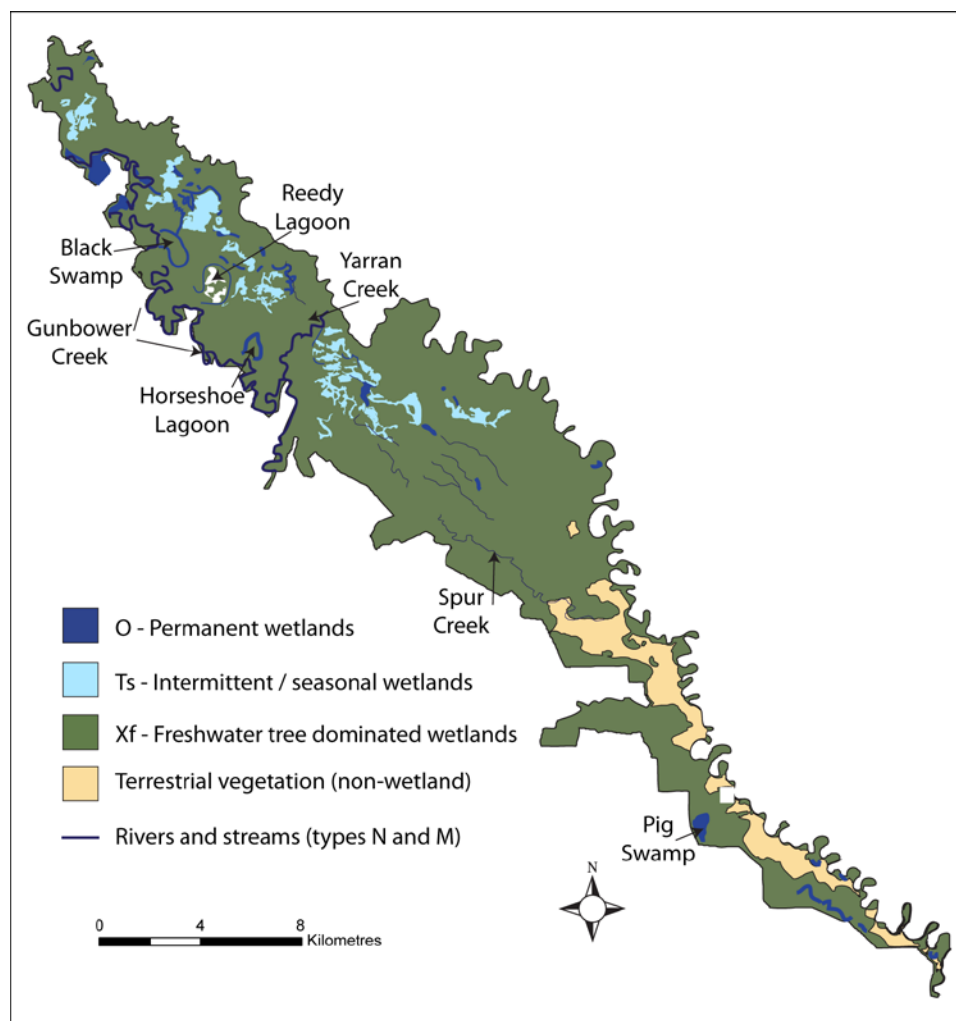 Reedy
Lagoon
Black
Swamp
Yarran
Creek
Gunbower
Creek
Horseshoe
Lagoon
Spur
Creek
O - Permanent wetlands
Ts - Intermittent / seasonal wetlands
Xf - Freshwater tree dominated wetlands
Terrestrial vegetation (non-wetland)
Rivers and streams (types N and M)
Pig
Swamp
N
0 4 8
Kilometres